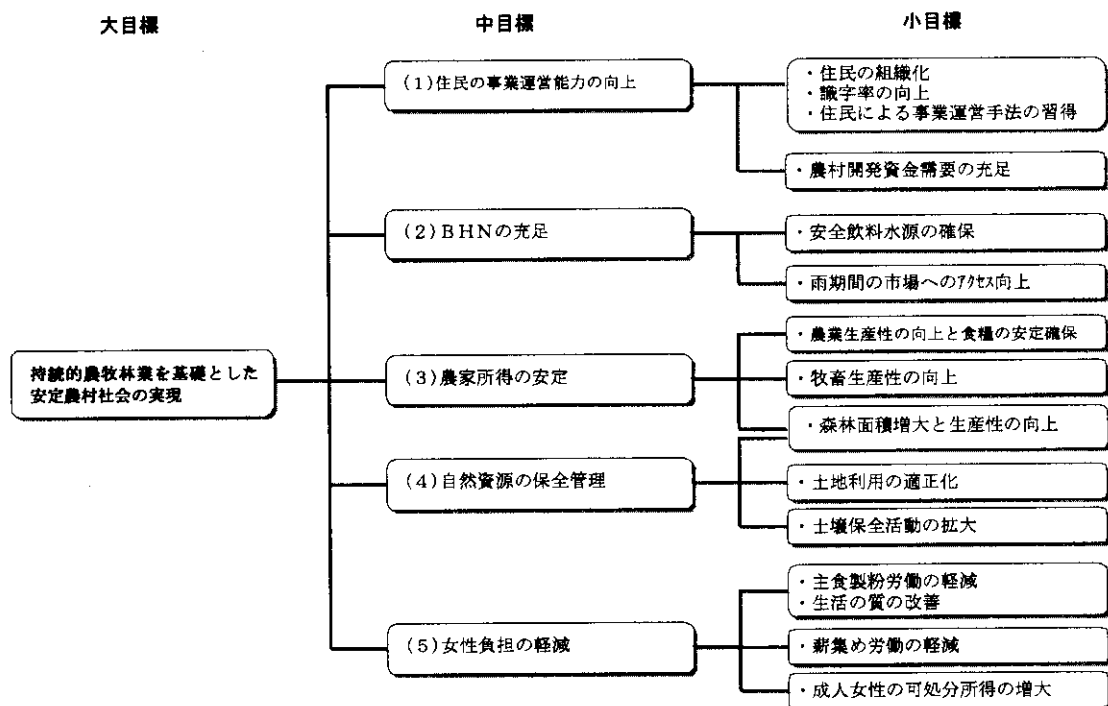 大目標
中目標
小目標
持続的農牧林業を基礎とした
安定農村社会の実現
(1)住民の事業運営能力の向上
・住民の組織化
・識字率の向上
・住民による事業運営手法の習得
・農村開発資金需要の充足
(2)BHNの充足
・安全飲料水源の確保
・雨期間の市場へのｱｸｾｽ向上
(3)農家所得の安定
・農業生産性の向上と食糧の安定確保
・牧畜生産性の向上
・森林面積増大と生産性の向上
(4)自然資源の保全管理
・土地利用の適正化
・土壌保全活動の拡大
(5)女性負担の軽減
・主食製粉労働の軽減
・生活の質の改善
・薪集め労働の軽減
・成人女性の可処分所得の増大